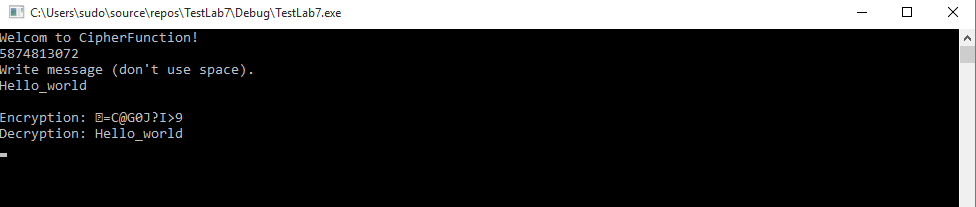 C:\Users\sudo\source\repos\TestLab7\Debug\TestLab7.exe
Welcom to CipherFunction!
5874813072
Write message (don't use space).
Hello_world
Encryption: =C@G0J?I>9
Decryption: Hello_world